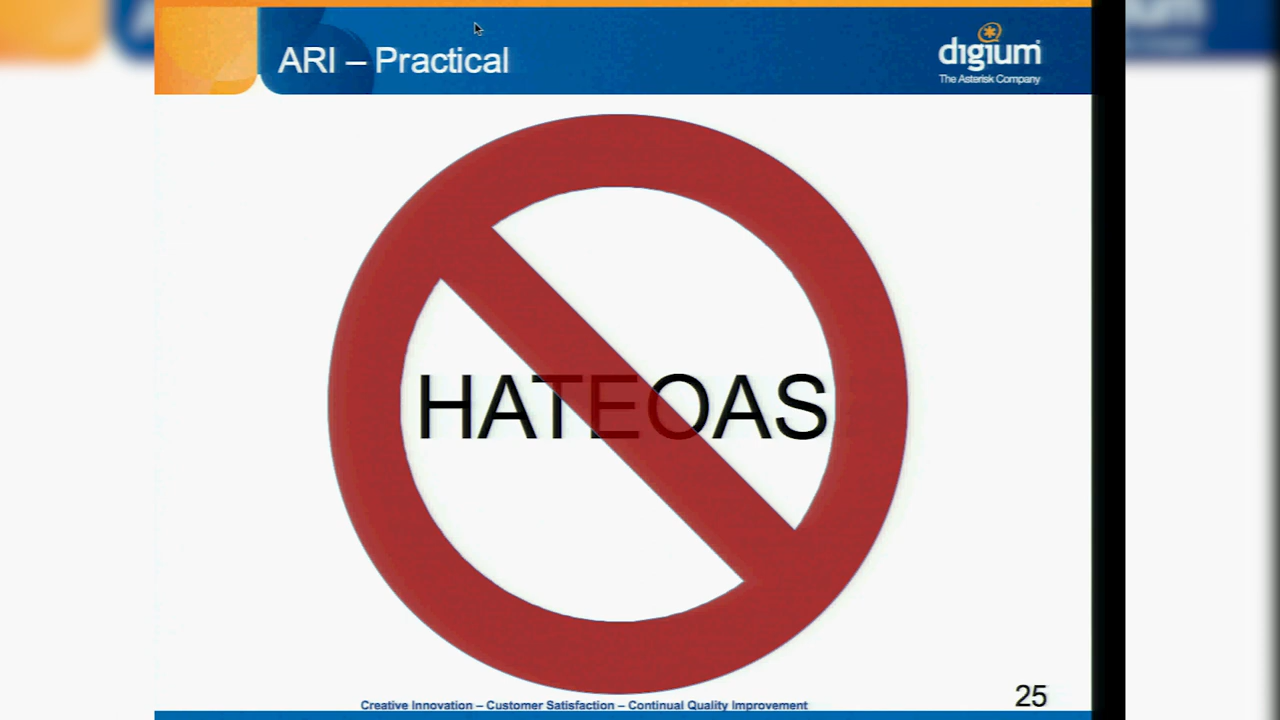 ARI – Practical
digium
The Asterisk Company
HATEOAS
Creative Innovation – Customer Satisfaction – Continual Quality Improvement
25